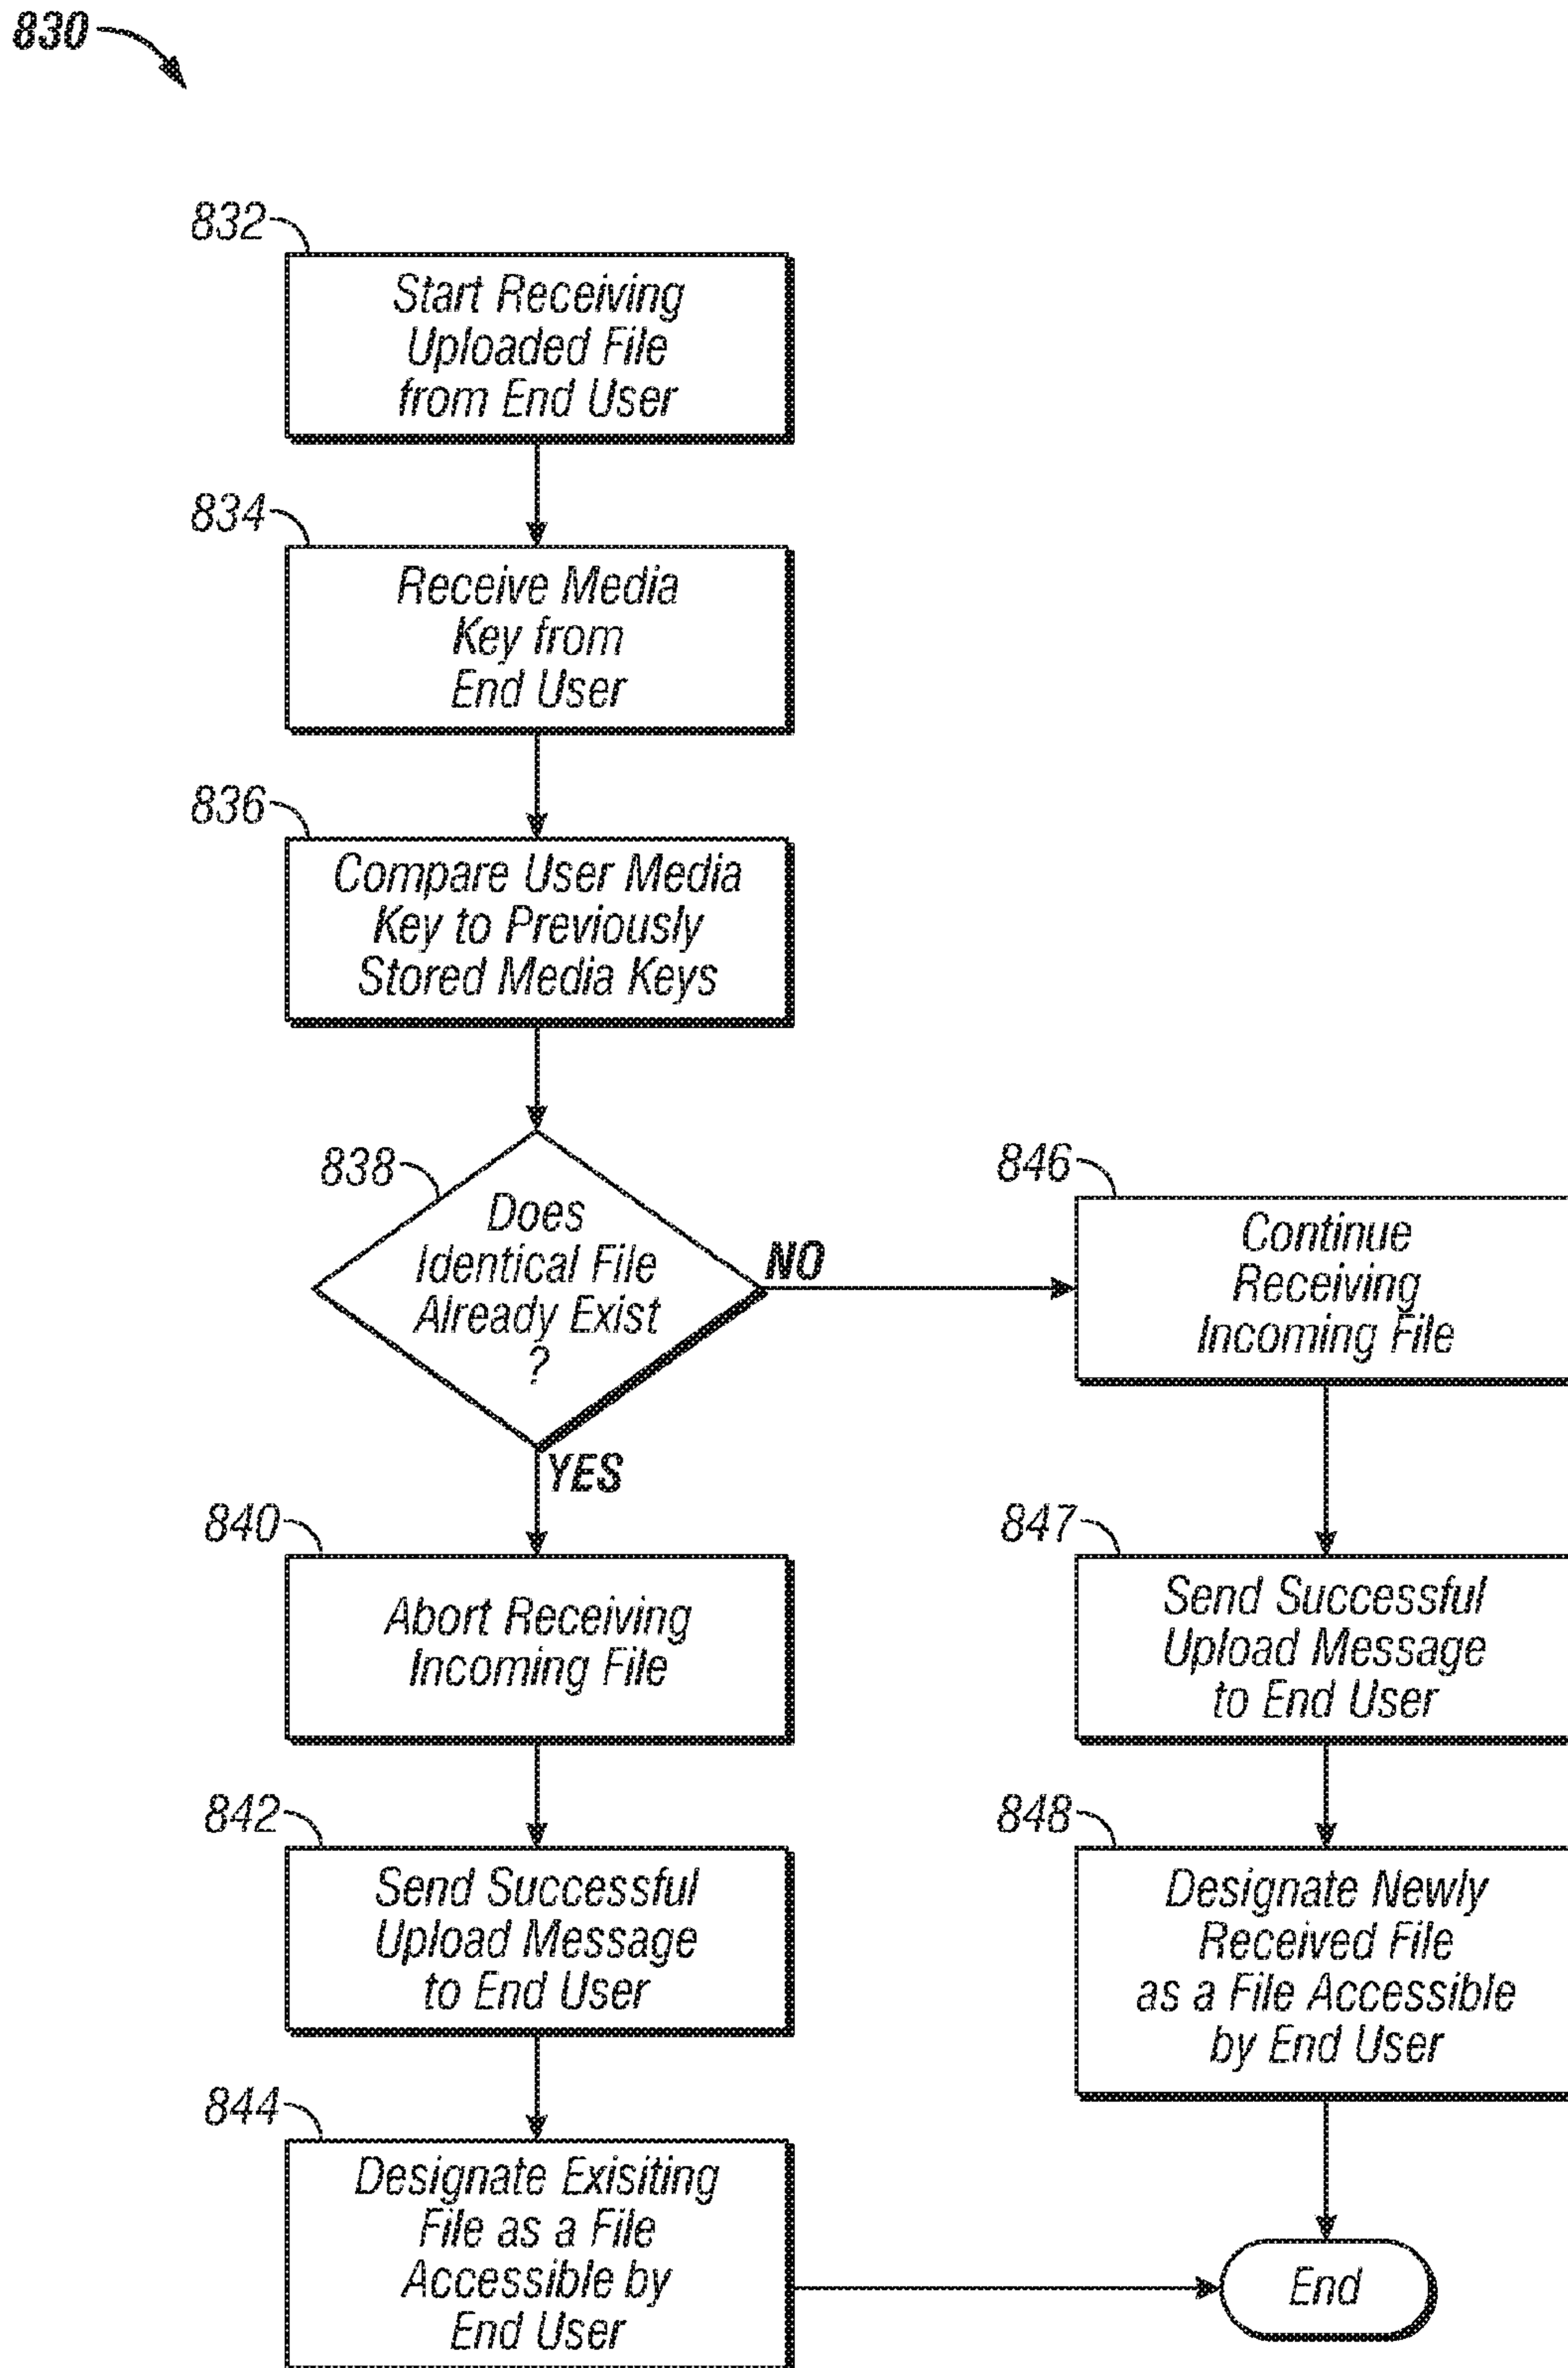 830
832
Start Receiving
Uploaded File
from End User
834
Receive Media
Key from
End User
836
Compare User Media
Key to Previously
Stored Media Keys
838
Does
Identical File
Already Exist
?
NO
YES
846
Continue
Receiving
Incoming File
840
Abort Receiving
Incoming File
847
Send Successful
Upload Message
to End User
842
Send Successful
Upload Message
to End User
848
Designate Newly
Received File
as a File Accessible
by End User
844
Designate Exisiting
File as a File
Accessible by
End User
End